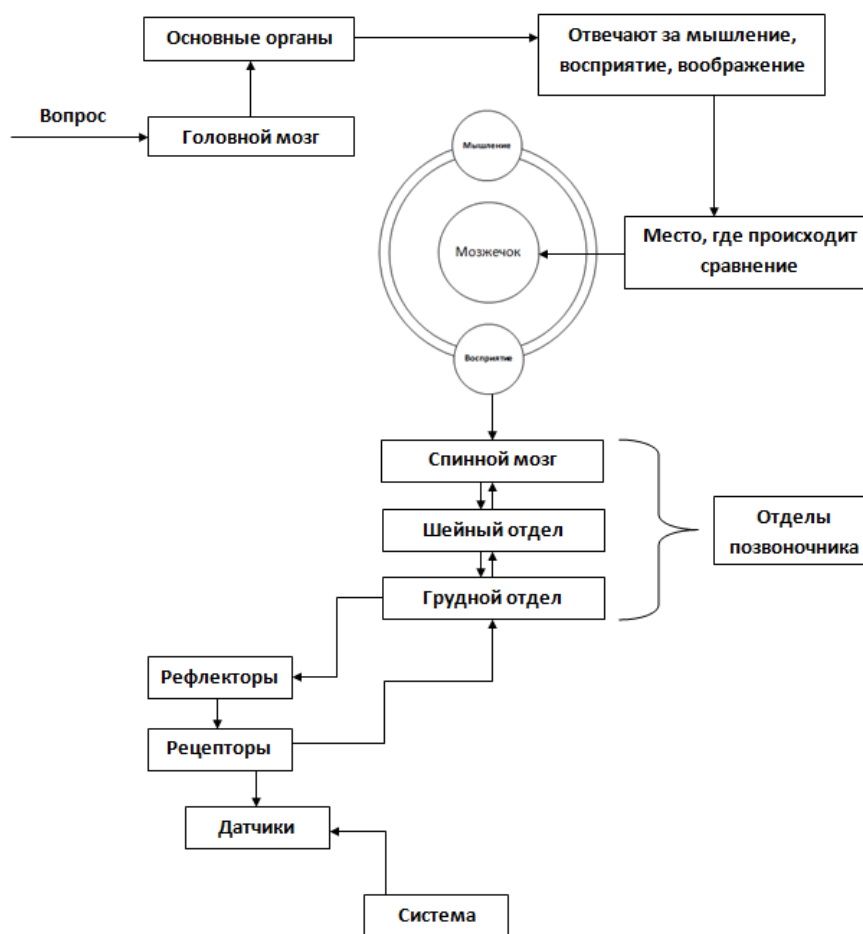 Основные органы
Отвечают за мышление,
восприятие, воображение
Вопрос
Головной мозг
Мышление
Мозжечок
Место, где происходит
сравнение
Восприятие
Спинной мозг
Шейный отдел
Отделы
позвоночника
Грудной отдел
Рефлекторы
Рецепторы
Датчики
Система